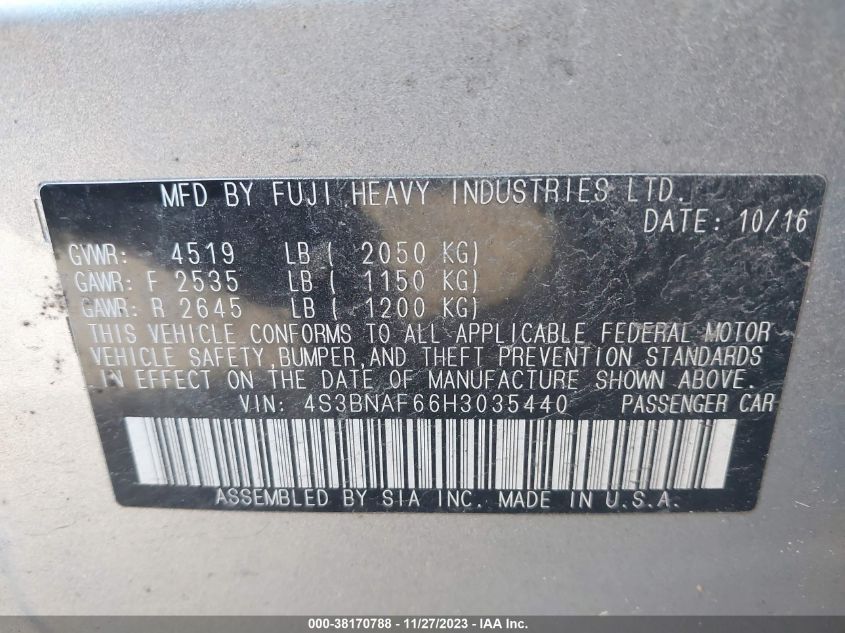 MFD BY FUJI HEAVY INDUSTRIES LTD.
DATE: 10/16
GVWR: 4519 LB ( 2050 KG)
GAWR: F 2535 LB ( 1150 KG)
GAWR: R 2645 LB ( 1200 KG)
THIS VEHICLE CONFORMS TO ALL APPLICABLE FEDERAL MOTOR
VEHICLE SAFETY,BUMPER,AND THEFT PREVENTION STANDARDS
IN EFFECT ON THE DATE OF MANUFACTURE SHOWN ABOVE.
VIN: 4S3BNAF66H3035440 PASSENGER CAR
ASSEMBLED BY SIA INC. MADE IN U.S.A.
000-38170788 - 11/27/2023 - IAA Inc.